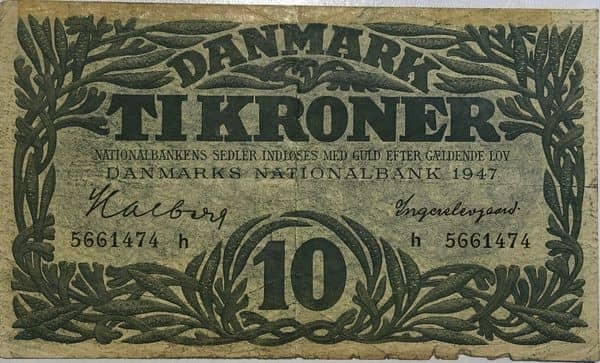 DANMARK
TI KRONER
NATIONALBANKENS SEDLER INDLØSES MED GULD EFTER GÆLDENDE LOV
DANMARKS NATIONALBANK 1947
Halberg Ingerslevgaard.
5661474 h h 5661474
10